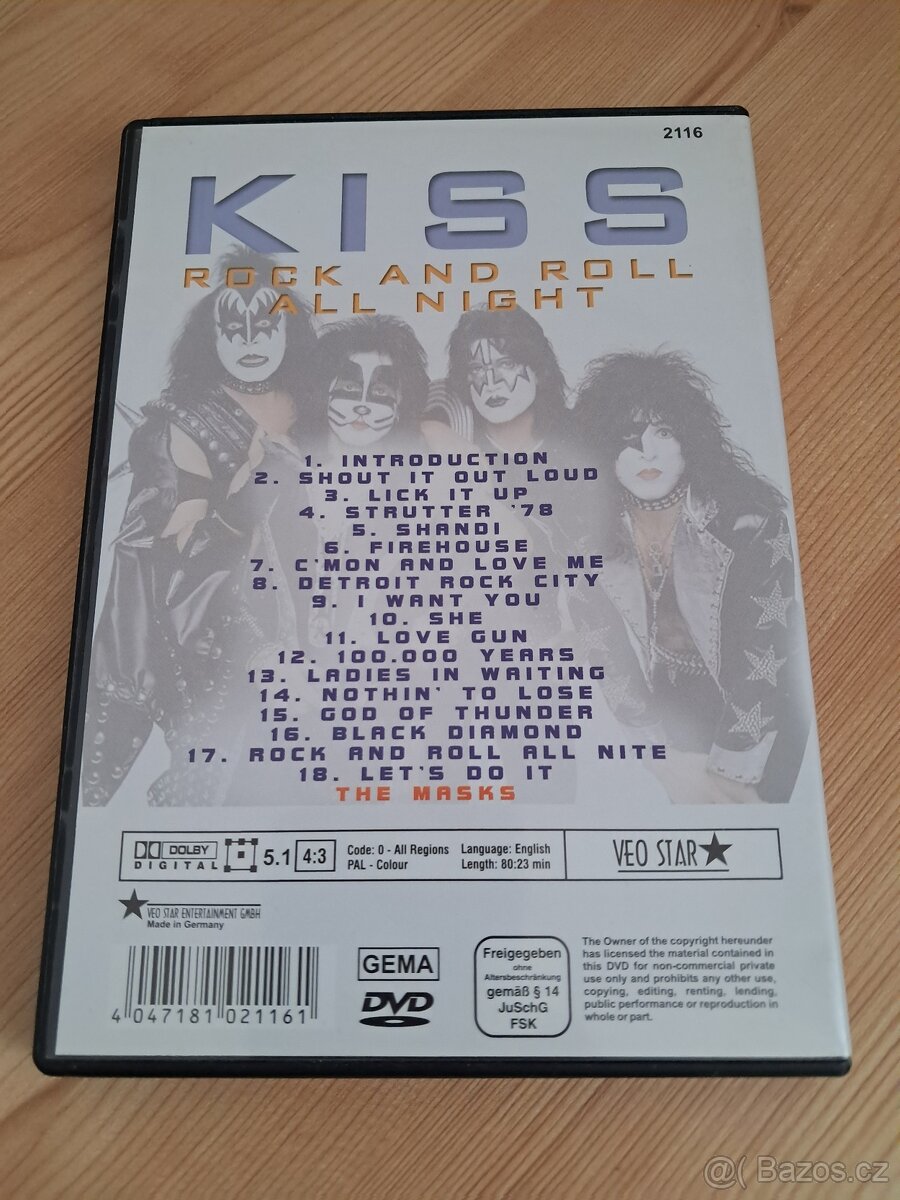 2116
KISS
ROCK AND ROLL
ALL NIGHT
1. INTRODUCTION
2. SHOUT IT OUT LOUD
3. LICK IT UP
4. STRUTTER '78
5. SHANDI
6. FIREHOUSE
7. C'MON AND LOVE ME
8. DETROIT ROCK CITY
9. I WANT YOU
10. SHE
11. LOVE GUN
12. 100.000 YEARS
13. LADIES IN WAITING
14. NOTHIN' TO LOSE
15. GOD OF THUNDER
16. BLACK DIAMOND
17. ROCK AND ROLL ALL NITE
18. LET'S DO IT
THE MASKS
DOLBY
DIGITAL
5.1
4:3
Code: 0 - All Regions
PAL - Colour
Language: English
Length: 80:23 min
VEO STAR
VEO STAR ENTERTAINMENT GMBH
Made in Germany
4 047181 021161
GEMA
DVD
Freigegeben
ohne
Altersbeschränkung
gemäß § 14
JuSchG
FSK
The Owner of the copyright hereunder
has licensed the material contained in
this DVD for non-commercial private
use only and prohibits any other use,
copying, editing, renting, lending,
public performance or reproduction in
whole or part.
@( Bazos.cz